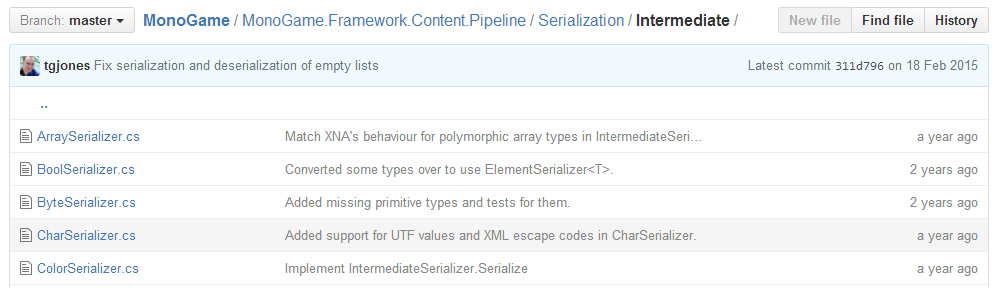 Branch: master MonoGame / MonoGame.Framework.Content.Pipeline / Serialization / Intermediate / New file Find file History
tgjones Fix serialization and deserialization of empty lists Latest commit 311d796 on 18 Feb 2015
..
ArraySerializer.cs Match XNA's behaviour for polymorphic array types in IntermediateSeri… a year ago
BoolSerializer.cs Converted some types over to use ElementSerializer<T>. 2 years ago
ByteSerializer.cs Added missing primitive types and tests for them. 2 years ago
CharSerializer.cs Added support for UTF values and XML escape codes in CharSerializer. a year ago
ColorSerializer.cs Implement IntermediateSerializer.Serialize a year ago